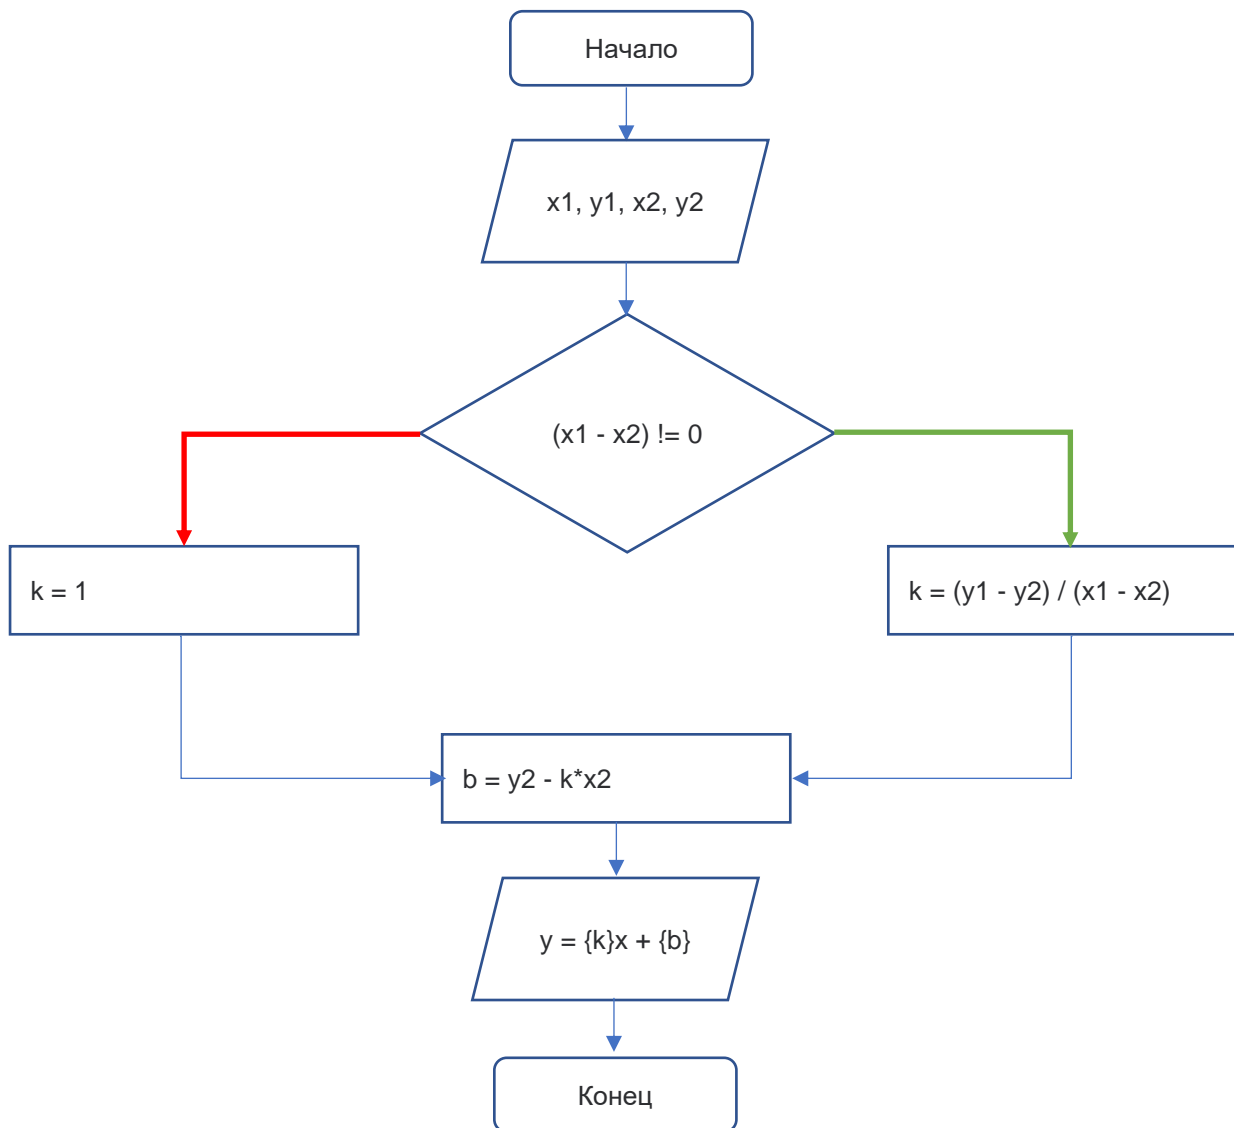 Начало
x1, y1, x2, y2
(x1 - x2) != 0
k = 1
k = (y1 - y2) / (x1 - x2)
b = y2 - k*x2
y = {k}x + {b}
Конец